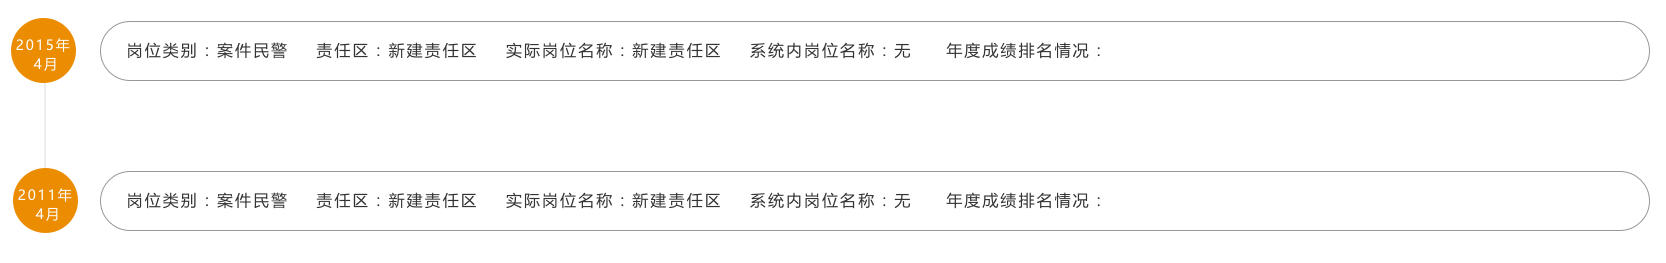 2015年
4月
岗位类别：案件民警 责任区：新建责任区 实际岗位名称：新建责任区 系统内岗位名称：无 年度成绩排名情况：
2011年
4月
岗位类别：案件民警 责任区：新建责任区 实际岗位名称：新建责任区 系统内岗位名称：无 年度成绩排名情况：